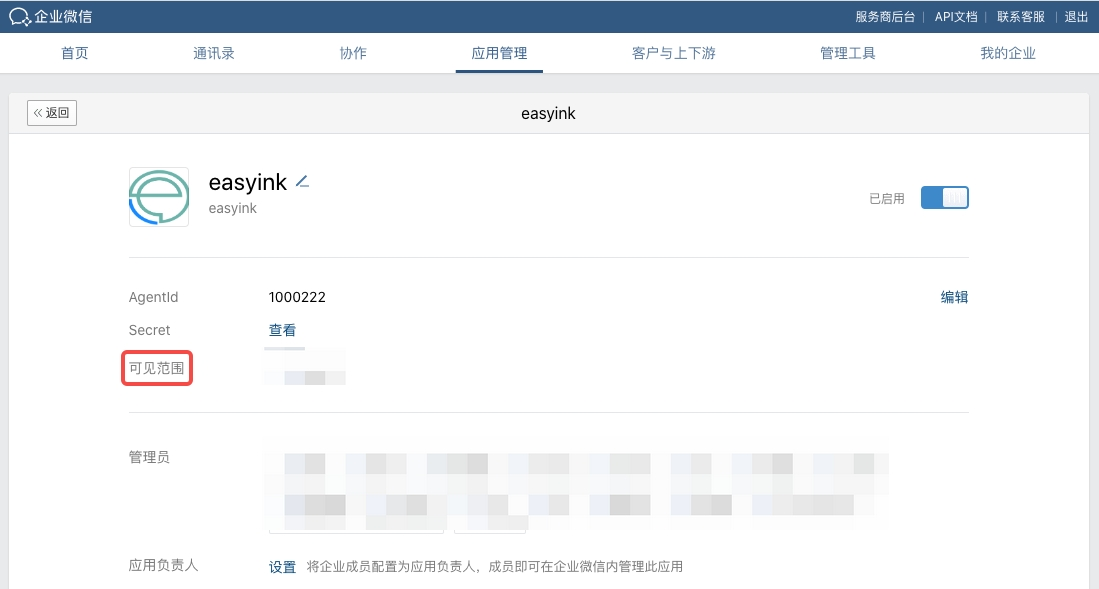 企业微信 服务商后台 | API文档 | 联系客服 | 退出
首页 通讯录 协作 应用管理 客户与上下游 管理工具 我的企业
返回 easyink
easyink
easyink
已启用
AgentId 1000222 编辑
Secret 查看
可见范围
管理员
应用负责人 设置 将企业成员配置为应用负责人，成员即可在企业微信内管理此应用